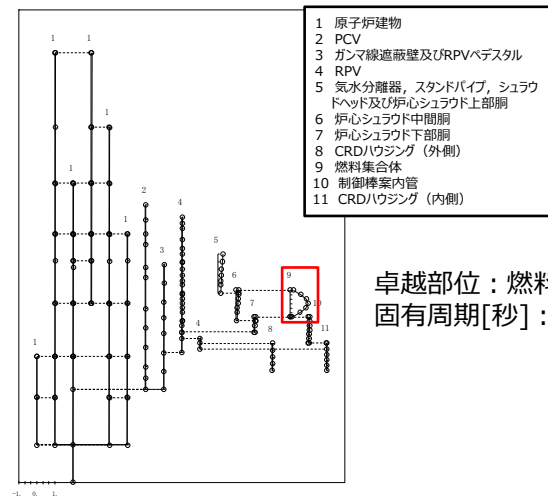 1 原子炉建物
2 PCV
3 ガンマ線遮蔽壁及びRPVペデスタル
4 RPV
5 気水分離器，スタンドパイプ，シュラウ
ドヘッド及び炉心シュラウド上部胴
6 炉心シュラウド中間胴
7 炉心シュラウド下部胴
8 CRDハウジング（外側）
9 燃料集合体
10 制御棒案内管
11 CRDハウジング（内側）
1 1
1
1
2
4
1
3
5
9
6
7 10
4
8 11
1
卓越部位：燃料
固有周期[秒]：
-1. 0. 1.